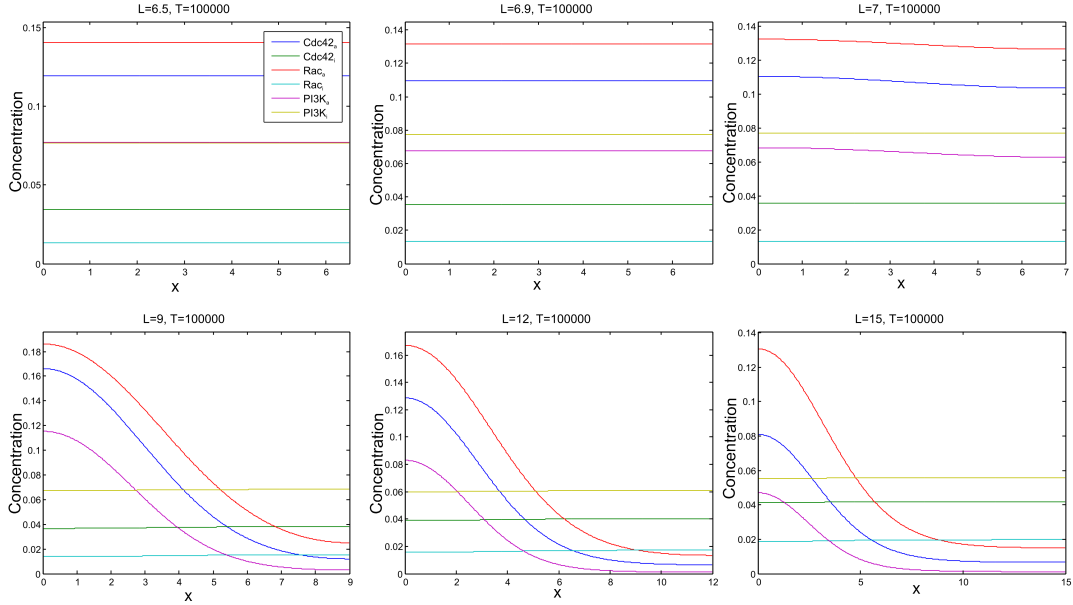 L=6.5, T=100000
Concentration
0.15
0.1
0.05
0
Cdc42a
Cdc42i
Raca
Raci
PI3Ka
PI3Ki
0 1 2 3 4 5 6
x
L=6.9, T=100000
Concentration
0.14
0.12
0.1
0.08
0.06
0.04
0.02
0
0 1 2 3 4 5 6
x
L=7, T=100000
Concentration
0.14
0.12
0.1
0.08
0.06
0.04
0.02
0
0 1 2 3 4 5 6 7
x
L=9, T=100000
Concentration
0.18
0.16
0.14
0.12
0.1
0.08
0.06
0.04
0.02
0
0 1 2 3 4 5 6 7 8 9
x
L=12, T=100000
Concentration
0.16
0.14
0.12
0.1
0.08
0.06
0.04
0.02
0
0 2 4 6 8 10 12
x
L=15, T=100000
Concentration
0.14
0.12
0.1
0.08
0.06
0.04
0.02
0
0 5 10 15
x